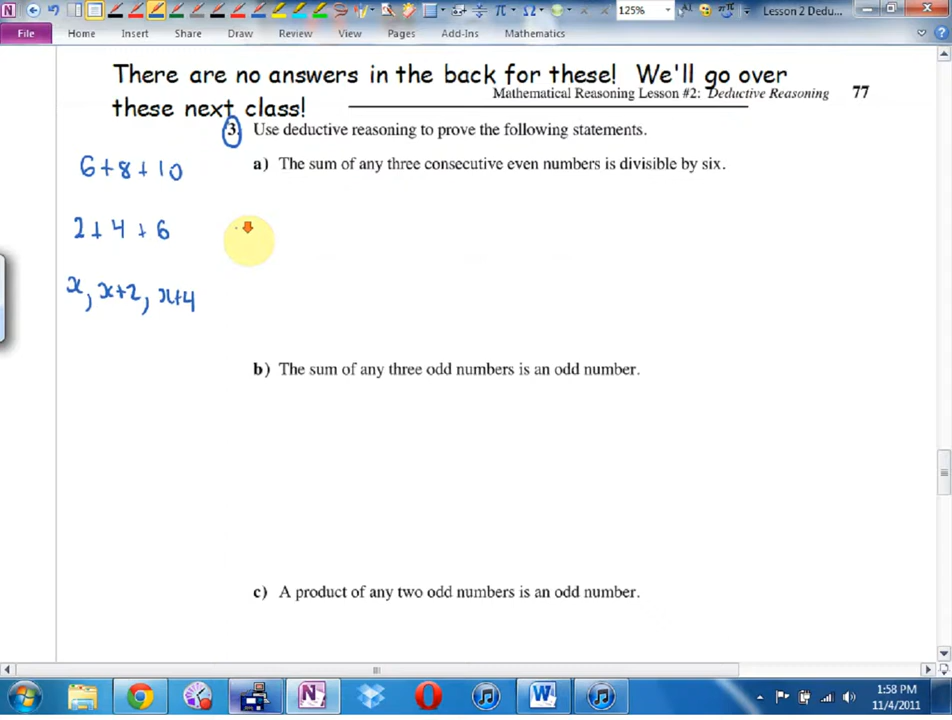 125%
Lesson 2 Dedu...
File Home Insert Share Draw Review View Pages Add-Ins Mathematics
There are no answers in the back for these! We'll go over
these next class!
Mathematical Reasoning Lesson #2: Deductive Reasoning 77
3. Use deductive reasoning to prove the following statements.
6+8+10
a) The sum of any three consecutive even numbers is divisible by six.
2+4+6
x, x+2, x+4
b) The sum of any three odd numbers is an odd number.
c) A product of any two odd numbers is an odd number.
1:58 PM
11/4/2011